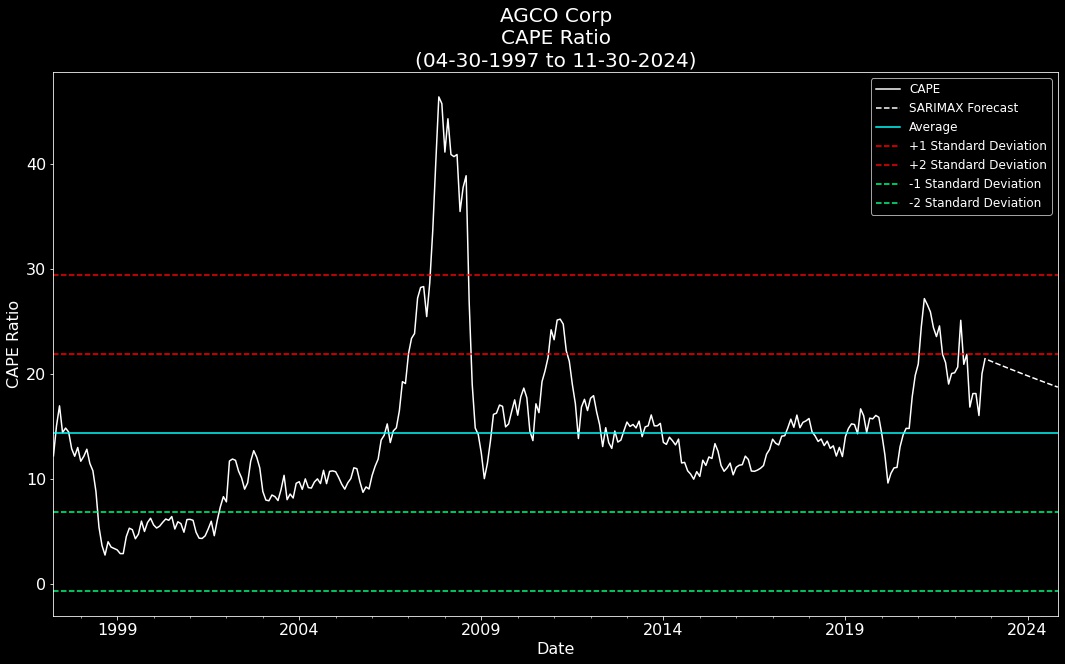 AGCO Corp
CAPE Ratio
(04-30-1997 to 11-30-2024)
CAPE
SARIMAX Forecast
Average
+1 Standard Deviation
+2 Standard Deviation
-1 Standard Deviation
-2 Standard Deviation
CAPE Ratio
40
30
20
10
0
1999 2004 2009 2014 2019 2024
Date